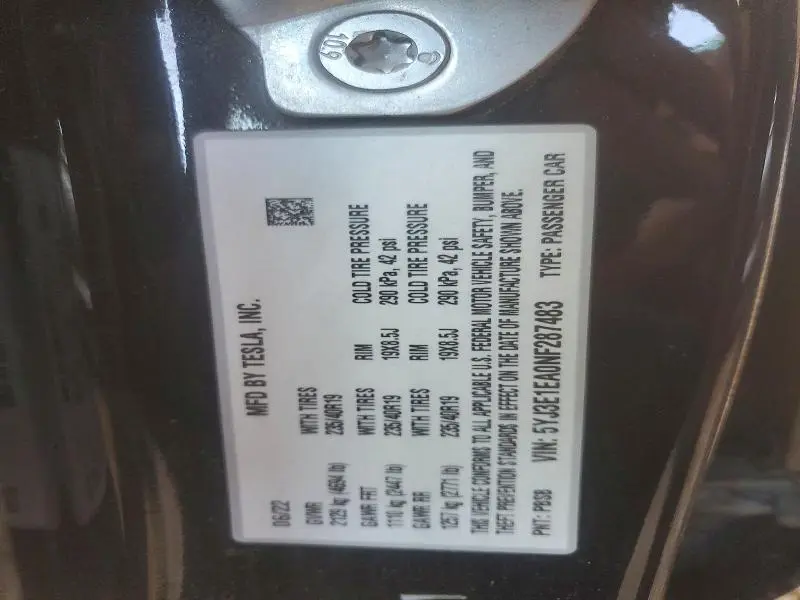 10.9
9
MFD BY TESLA, INC.
06/22
GVWR WITH TIRES
2129 kg (4694 lb) 235/40R19
GAWR FRT WITH TIRES RIM COLD TIRE PRESSURE
1110 kg (2447 lb) 235/40R19 19X8.5J 290 kPa, 42 psi
GAWR RR WITH TIRES RIM COLD TIRE PRESSURE
1257 kg (2771 lb) 235/40R19 19X8.5J 290 kPa, 42 psi
THIS VEHICLE CONFORMS TO ALL APPLICABLE U.S. FEDERAL MOTOR VEHICLE SAFETY, BUMPER, AND
THEFT PREVENTION STANDARDS IN EFFECT ON THE DATE OF MANUFACTURE SHOWN ABOVE.
PNT: PBSB VIN: 5YJ3E1EA0NF287483 TYPE: PASSENGER CAR